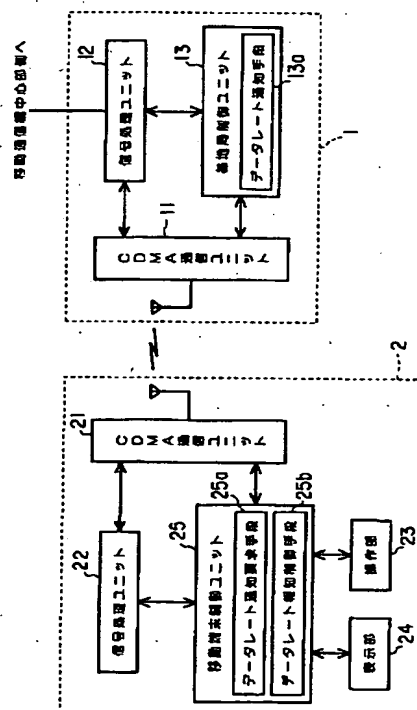 移動通信網中心部側へ
12
信号処理ユニット
13
基地局制御ユニット
データレート通知手段
13a
11
CDMA通信ユニット
1
2
21
CDMA通信ユニット
22
信号処理ユニット
25
移動端末制御ユニット
25a
データレート通知要求手段
25b
データレート報知制御手段
23
操作部
24
表示部